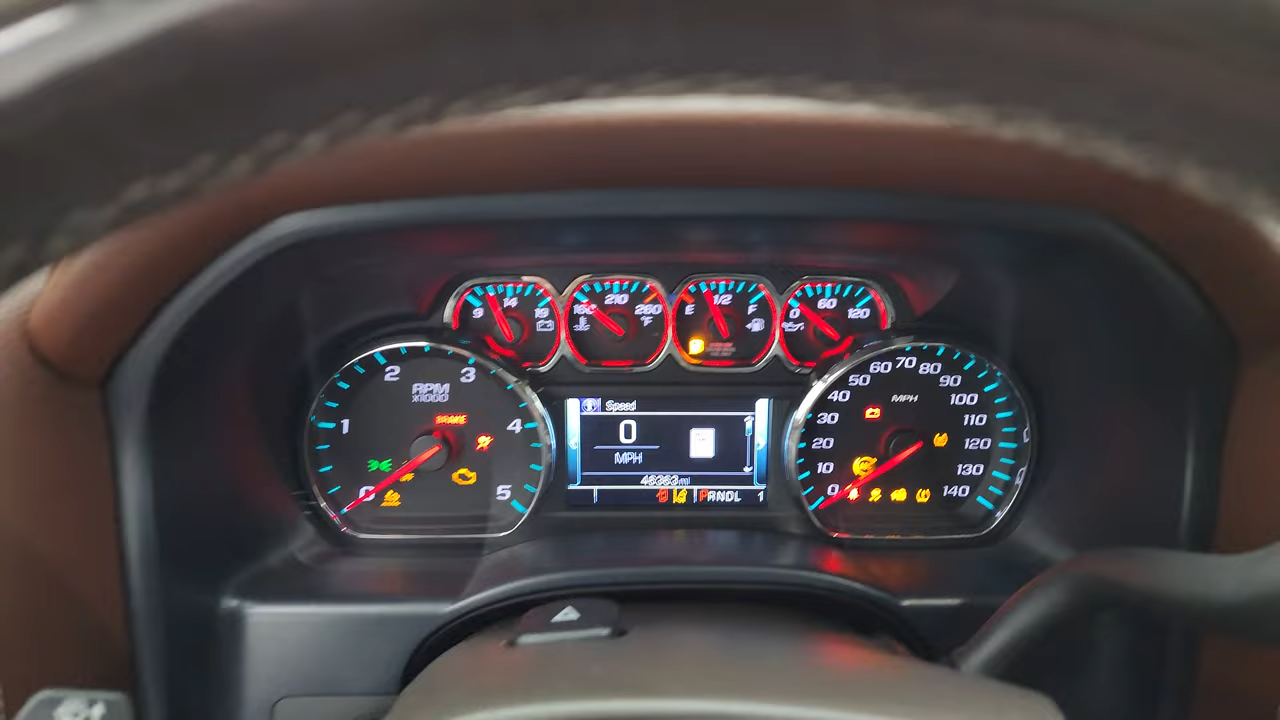 9 14 19
160 210 260
°F
E 1/2 F
0 60 120
1 2 3 4 5
RPM
x1000
BRAKE
0
Speed
0
MPH
46363 mi
PRNDL 1
0 10 20 30 40 50 60 70 80 90 100 110 120 130 140
MPH